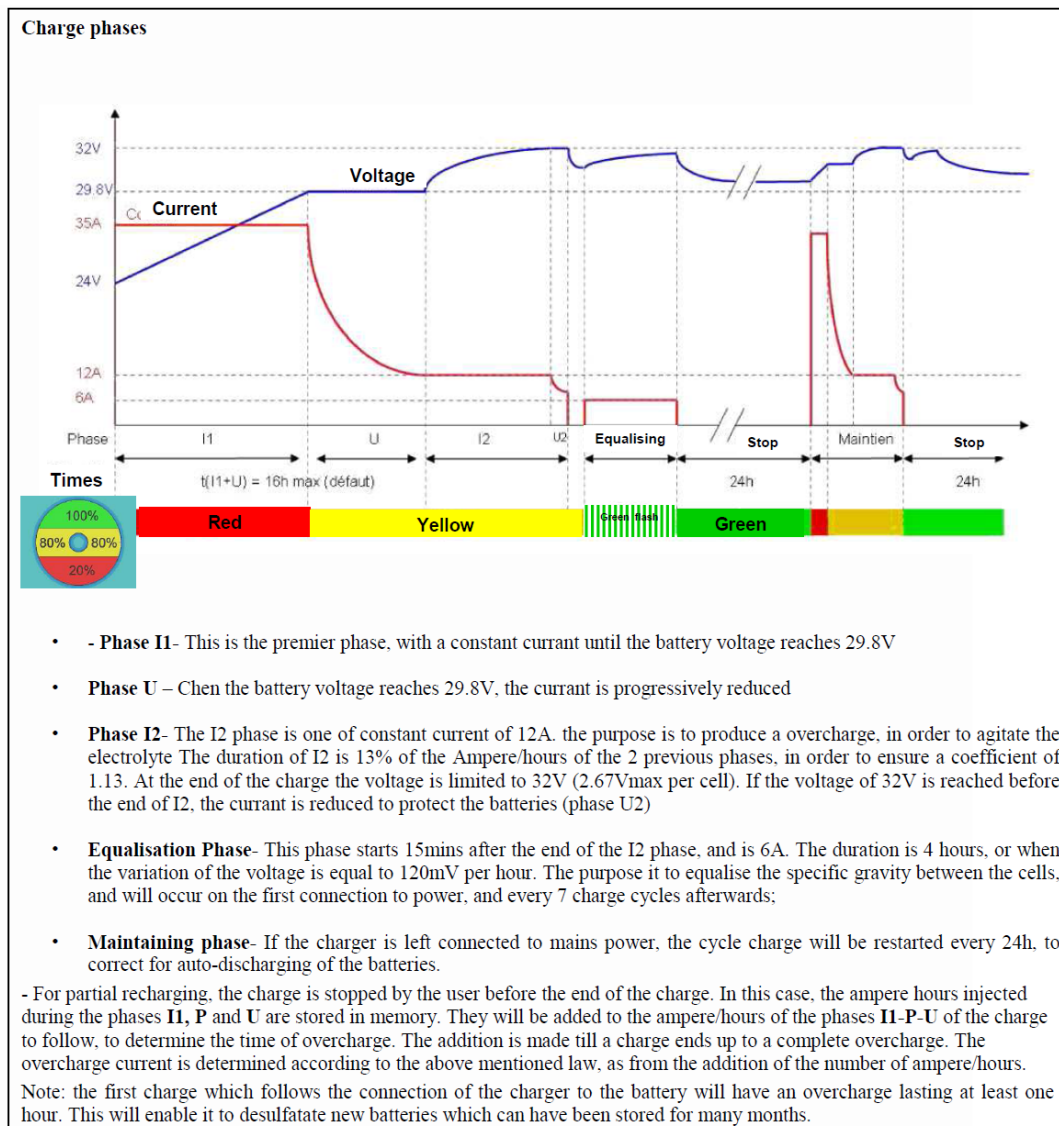 Charge phases
32V
Voltage
29.8V
Current
35A
24V
12A
6A
Phase I1 U I2 U2 Equalising Stop Maintien Stop
Times
t(I1+U) = 16h max (défaut) 24h 24h
100%
80% 80%
20%
Red Yellow Green flash Green
• - Phase I1- This is the premier phase, with a constant currant until the battery voltage reaches 29.8V
• Phase U – Chen the battery voltage reaches 29.8V, the currant is progressively reduced
• Phase I2- The I2 phase is one of constant current of 12A. the purpose is to produce a overcharge, in order to agitate the
electrolyte The duration of I2 is 13% of the Ampere/hours of the 2 previous phases, in order to ensure a coefficient of
1.13. At the end of the charge the voltage is limited to 32V (2.67Vmax per cell). If the voltage of 32V is reached before
the end of I2, the currant is reduced to protect the batteries (phase U2)
• Equalisation Phase- This phase starts 15mins after the end of the I2 phase, and is 6A. The duration is 4 hours, or when
the variation of the voltage is equal to 120mV per hour. The purpose it to equalise the specific gravity between the cells,
and will occur on the first connection to power, and every 7 charge cycles afterwards;
• Maintaining phase- If the charger is left connected to mains power, the cycle charge will be restarted every 24h, to
correct for auto-discharging of the batteries.
- For partial recharging, the charge is stopped by the user before the end of the charge. In this case, the ampere hours injected
during the phases I1, P and U are stored in memory. They will be added to the ampere/hours of the phases I1-P-U of the charge
to follow, to determine the time of overcharge. The addition is made till a charge ends up to a complete overcharge. The
overcharge current is determined according to the above mentioned law, as from the addition of the number of ampere/hours.
Note: the first charge which follows the connection of the charger to the battery will have an overcharge lasting at least one
hour. This will enable it to desulfatate new batteries which can have been stored for many months.